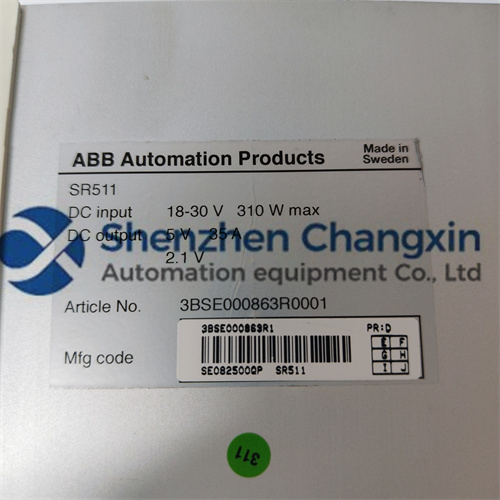 ABB Automation Products
Made in
Sweden
SR511
DC input 18-30 V 310 W max
DC output 5 V 35 A
2.1 V
Shenzhen Changxin
Automation equipment Co., Ltd
Article No. 3BSE000863R0001
Mfg code
3BSE000863R1 PR:D
E F
G H
I J
SE082500QP SR511
311